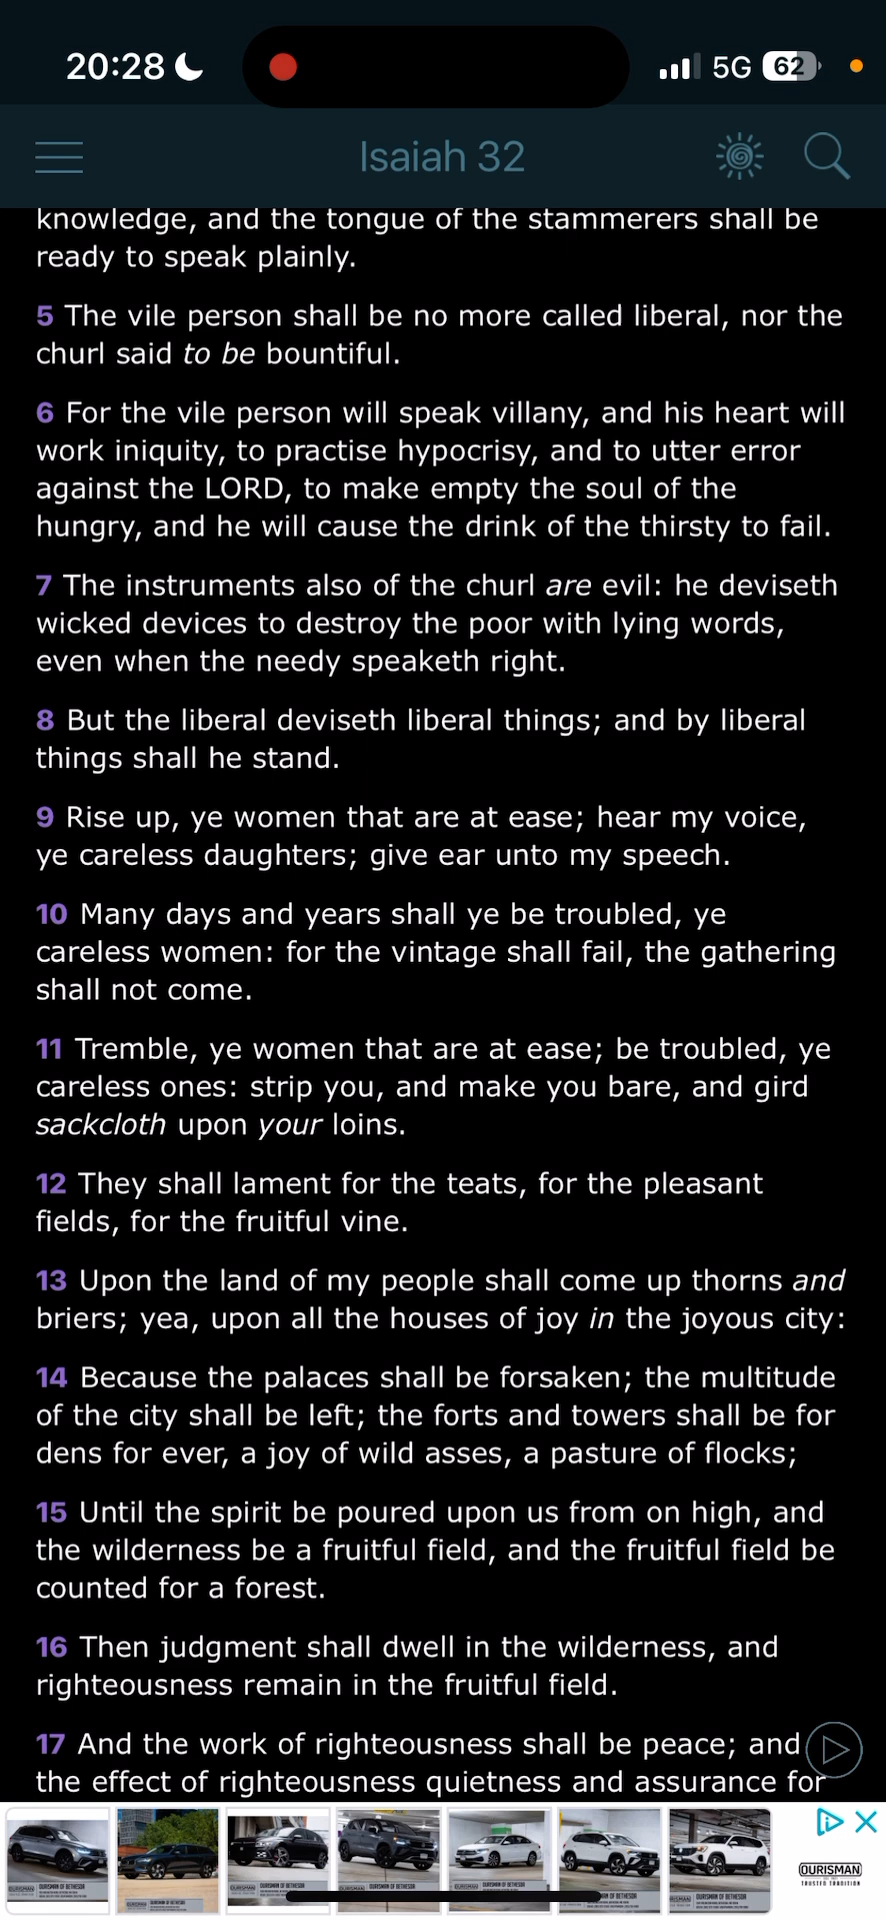 20:28
5G
62
Isaiah 32
knowledge, and the tongue of the stammerers shall be
ready to speak plainly.
5 The vile person shall be no more called liberal, nor the
churl said to be bountiful.
6 For the vile person will speak villany, and his heart will
work iniquity, to practise hypocrisy, and to utter error
against the LORD, to make empty the soul of the
hungry, and he will cause the drink of the thirsty to fail.
7 The instruments also of the churl are evil: he deviseth
wicked devices to destroy the poor with lying words,
even when the needy speaketh right.
8 But the liberal deviseth liberal things; and by liberal
things shall he stand.
9 Rise up, ye women that are at ease; hear my voice,
ye careless daughters; give ear unto my speech.
10 Many days and years shall ye be troubled, ye
careless women: for the vintage shall fail, the gathering
shall not come.
11 Tremble, ye women that are at ease; be troubled, ye
careless ones: strip you, and make you bare, and gird
sackcloth upon your loins.
12 They shall lament for the teats, for the pleasant
fields, for the fruitful vine.
13 Upon the land of my people shall come up thorns and
briers; yea, upon all the houses of joy in the joyous city:
14 Because the palaces shall be forsaken; the multitude
of the city shall be left; the forts and towers shall be for
dens for ever, a joy of wild asses, a pasture of flocks;
15 Until the spirit be poured upon us from on high, and
the wilderness be a fruitful field, and the fruitful field be
counted for a forest.
16 Then judgment shall dwell in the wilderness, and
righteousness remain in the fruitful field.
17 And the work of righteousness shall be peace; and
the effect of righteousness quietness and assurance for
OURISMAN
TRUSTED TRADITION